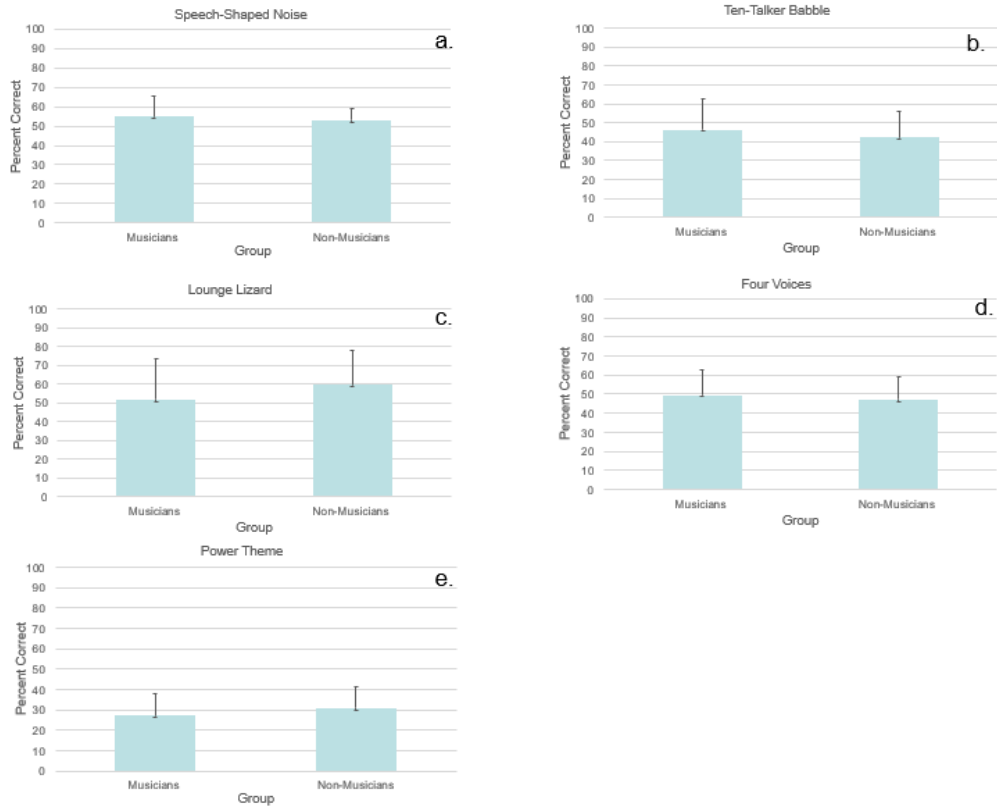 Speech-Shaped Noise
a.
Percent Correct
100
90
80
70
60
50
40
30
20
10
0
Musicians Non-Musicians
Group
Ten-Talker Babble
b.
Percent Correct
100
90
80
70
60
50
40
30
20
10
0
Musicians Non-Musicians
Group
Lounge Lizard
c.
Percent Correct
100
90
80
70
60
50
40
30
20
10
0
Musicians Non-Musicians
Group
Four Voices
d.
Percent Correct
100
90
80
70
60
50
40
30
20
10
0
Musicians Non-Musicians
Group
Power Theme
e.
Percent Correct
100
90
80
70
60
50
40
30
20
10
0
Musicians Non-Musicians
Group